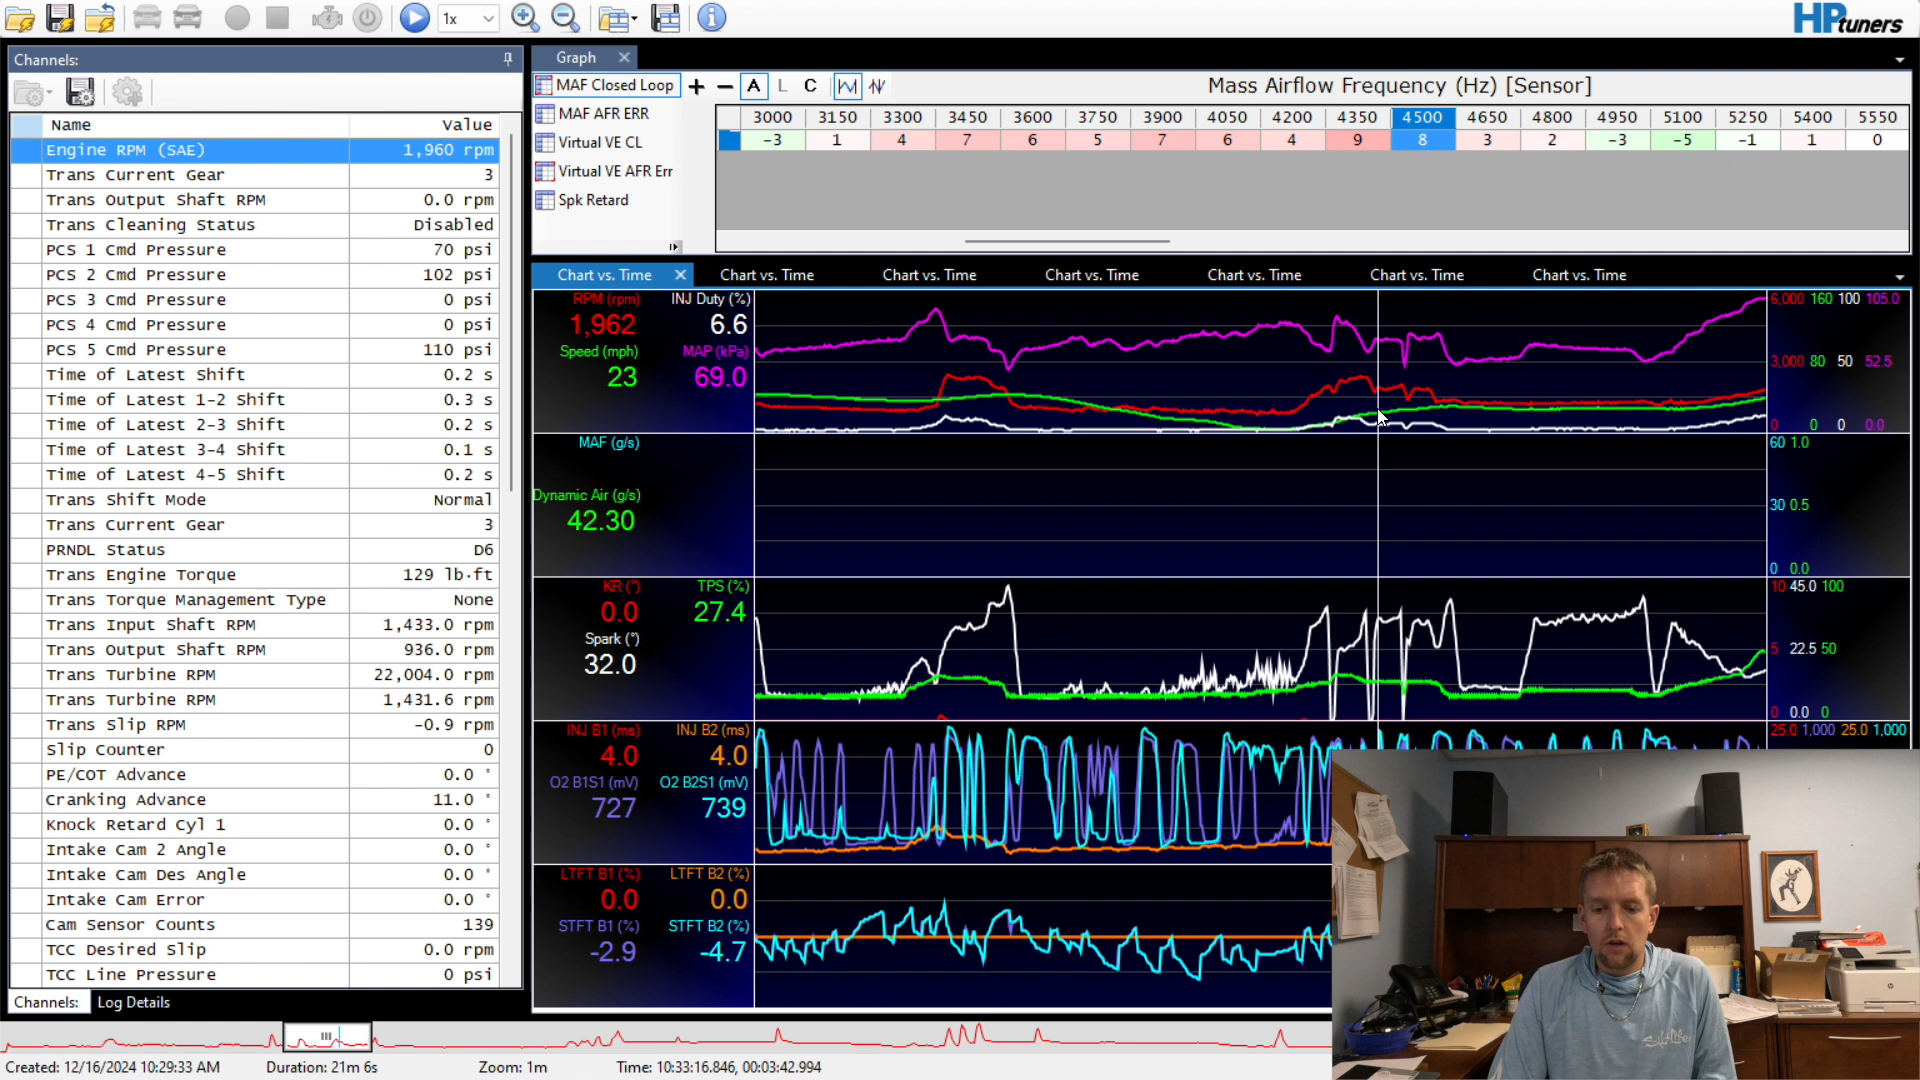 1x
HP tuners
Channels:
Name Value
Engine RPM (SAE) 1,960 rpm
Trans Current Gear 3
Trans Output Shaft RPM 0.0 rpm
Trans Cleaning Status Disabled
PCS 1 Cmd Pressure 70 psi
PCS 2 Cmd Pressure 102 psi
PCS 3 Cmd Pressure 0 psi
PCS 4 Cmd Pressure 0 psi
PCS 5 Cmd Pressure 110 psi
Time of Latest Shift 0.2 s
Time of Latest 1-2 Shift 0.3 s
Time of Latest 2-3 Shift 0.2 s
Time of Latest 3-4 Shift 0.1 s
Time of Latest 4-5 Shift 0.2 s
Trans Shift Mode Normal
Trans Current Gear 3
PRNDL Status D6
Trans Engine Torque 129 lb·ft
Trans Torque Management Type None
Trans Input Shaft RPM 1,433.0 rpm
Trans Output Shaft RPM 936.0 rpm
Trans Turbine RPM 22,004.0 rpm
Trans Turbine RPM 1,431.6 rpm
Trans Slip RPM -0.9 rpm
Slip Counter 0
PE/COT Advance 0.0 °
Cranking Advance 11.0 °
Knock Retard Cyl 1 0.0 °
Intake Cam 2 Angle 0.0 °
Intake Cam Des Angle 0.0 °
Intake Cam Error 0.0 °
Cam Sensor Counts 139
TCC Desired Slip 0.0 rpm
TCC Line Pressure 0 psi
Channels: Log Details
Graph
MAF Closed Loop
MAF AFR ERR
Virtual VE CL
Virtual VE AFR Err
Spk Retard
A L C
Mass Airflow Frequency (Hz) [Sensor]
3000 3150 3300 3450 3600 3750 3900 4050 4200 4350 4500 4650 4800 4950 5100 5250 5400 5550
-3 1 4 7 6 5 7 6 4 9 8 3 2 -3 -5 -1 1 0
Chart vs. Time Chart vs. Time Chart vs. Time Chart vs. Time Chart vs. Time Chart vs. Time Chart vs. Time
RPM (rpm) INJ Duty (%)
1,962 6.6
Speed (mph) MAP (kPa)
23 69.0
6,000 160 100 105.0
3,000 80 50 52.5
0 0 0 0.0
MAF (g/s)
Dynamic Air (g/s)
42.30
60 1.0
30 0.5
0 0.0
KR (°) TPS (%)
0.0 27.4
Spark (°)
32.0
10 45.0 100
5 22.5 50
0 0.0 0
INJ B1 (ms) INJ B2 (ms)
4.0 4.0
O2 B1S1 (mV) O2 B2S1 (mV)
727 739
25.0 1,000 25.0 1,000
LTFT B1 (%) LTFT B2 (%)
0.0 0.0
STFT B1 (%) STFT B2 (%)
-2.9 -4.7
Created: 12/16/2024 10:29:33 AM Duration: 21m 6s Zoom: 1m Time: 10:33:16.846, 00:03:42.994